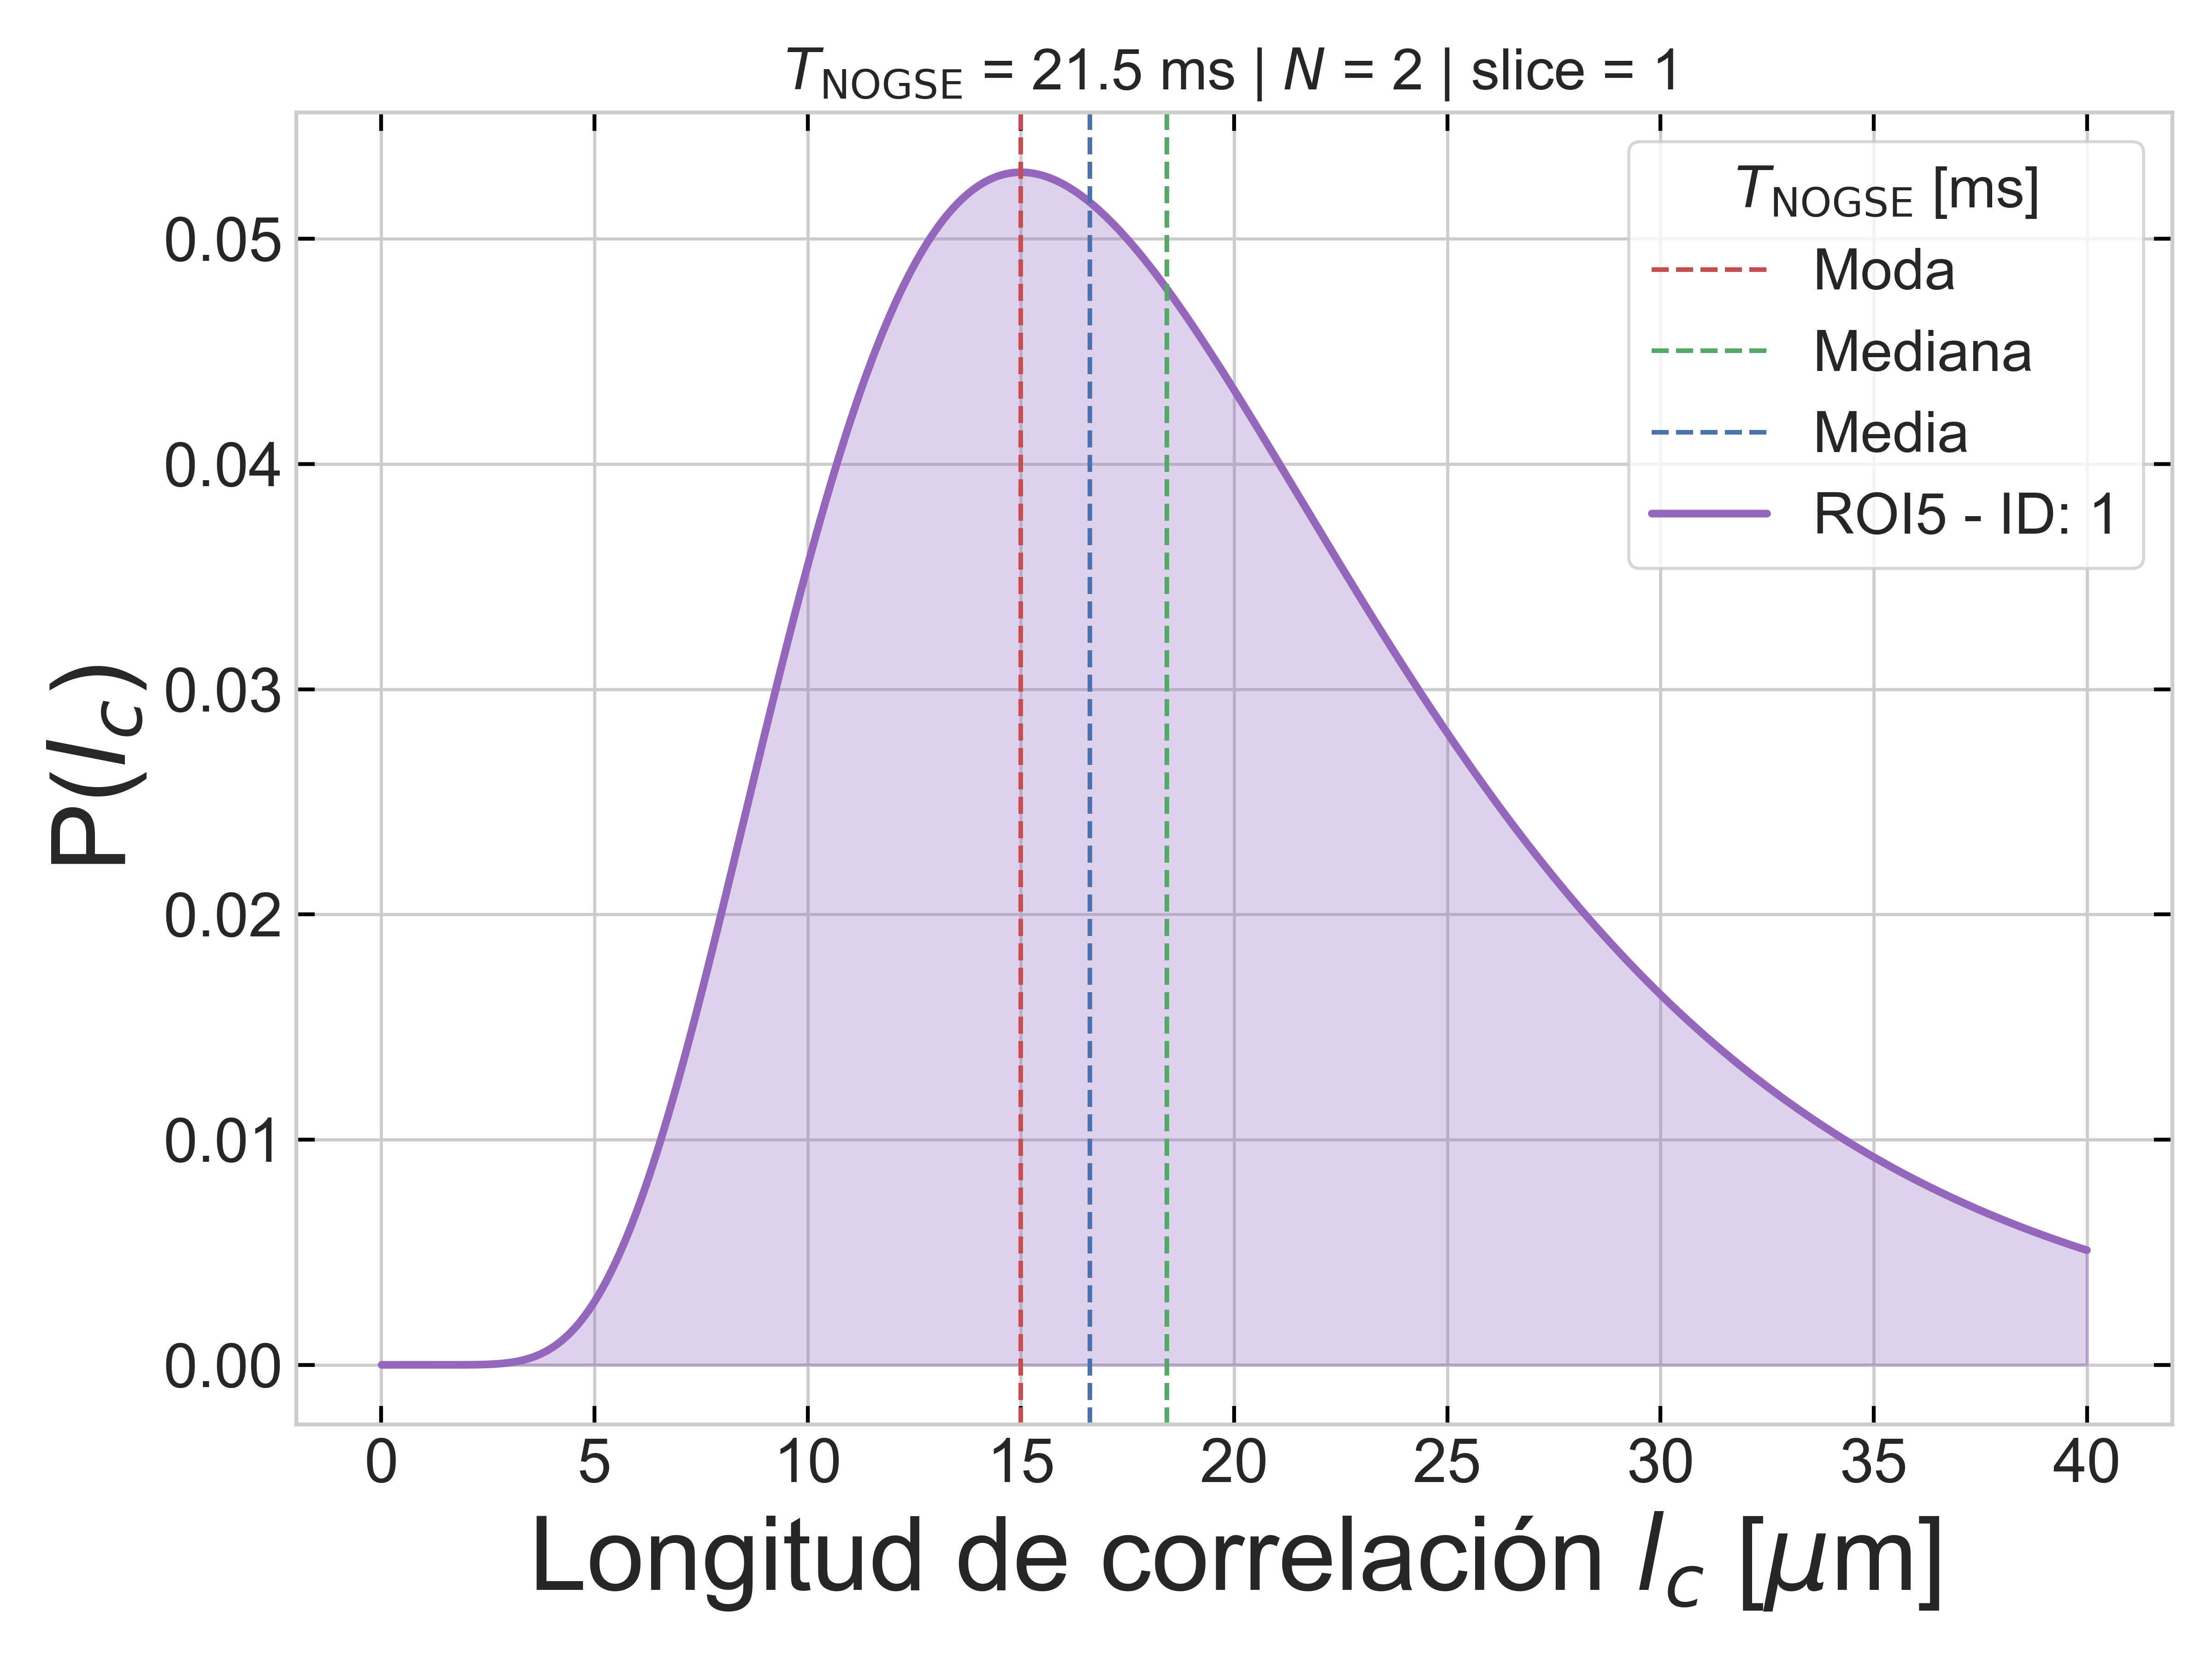 T_NOGSE = 21.5 ms | N = 2 | slice = 1
T_NOGSE [ms]
Moda
Mediana
Media
ROI5 - ID: 1
P(l_c)
0.05
0.04
0.03
0.02
0.01
0.00
0 5 10 15 20 25 30 35 40
Longitud de correlación l_c [μm]